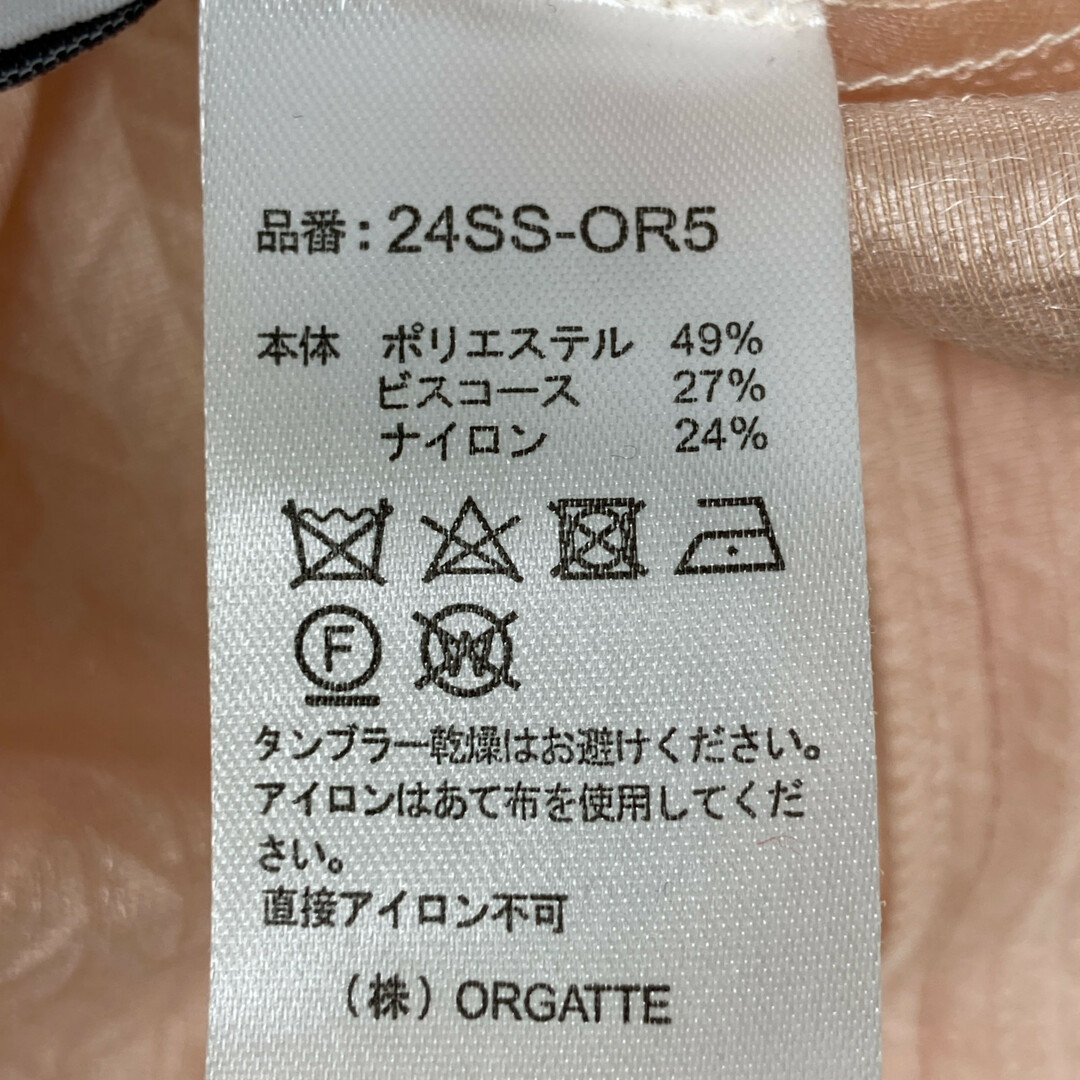 品番：24SS-OR5
本体 ポリエステル 49%
ビスコース 27%
ナイロン 24%
F
W
タンブラー乾燥はお避けください。
アイロンはあて布を使用してくだ
さい。
直接アイロン不可
（株）ORGATTE